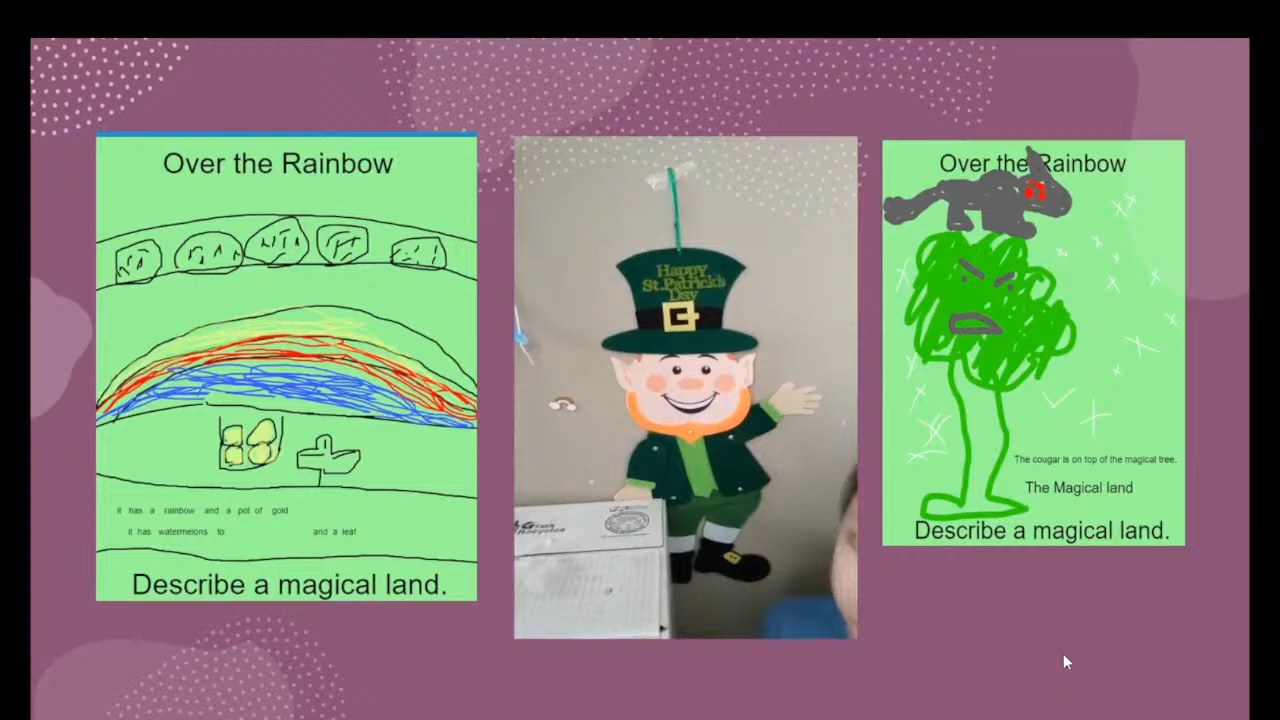 Over the Rainbow
it has a rainbow and a pot of gold
it has watermelons to and a leaf
Describe a magical land.
Happy
St.Patrick's
Day
Recycles
Over the Rainbow
The cougar is on top of the magical tree.
The Magical land
Describe a magical land.